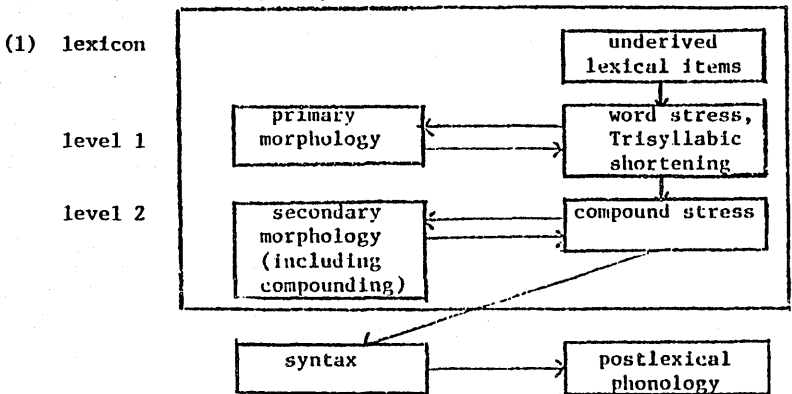 (1) lexicon
underived
lexical items
level 1
primary
morphology
word stress,
Trisyllabic
shortening
level 2
secondary
morphology
(including
compounding)
compound stress
syntax
postlexical
phonology